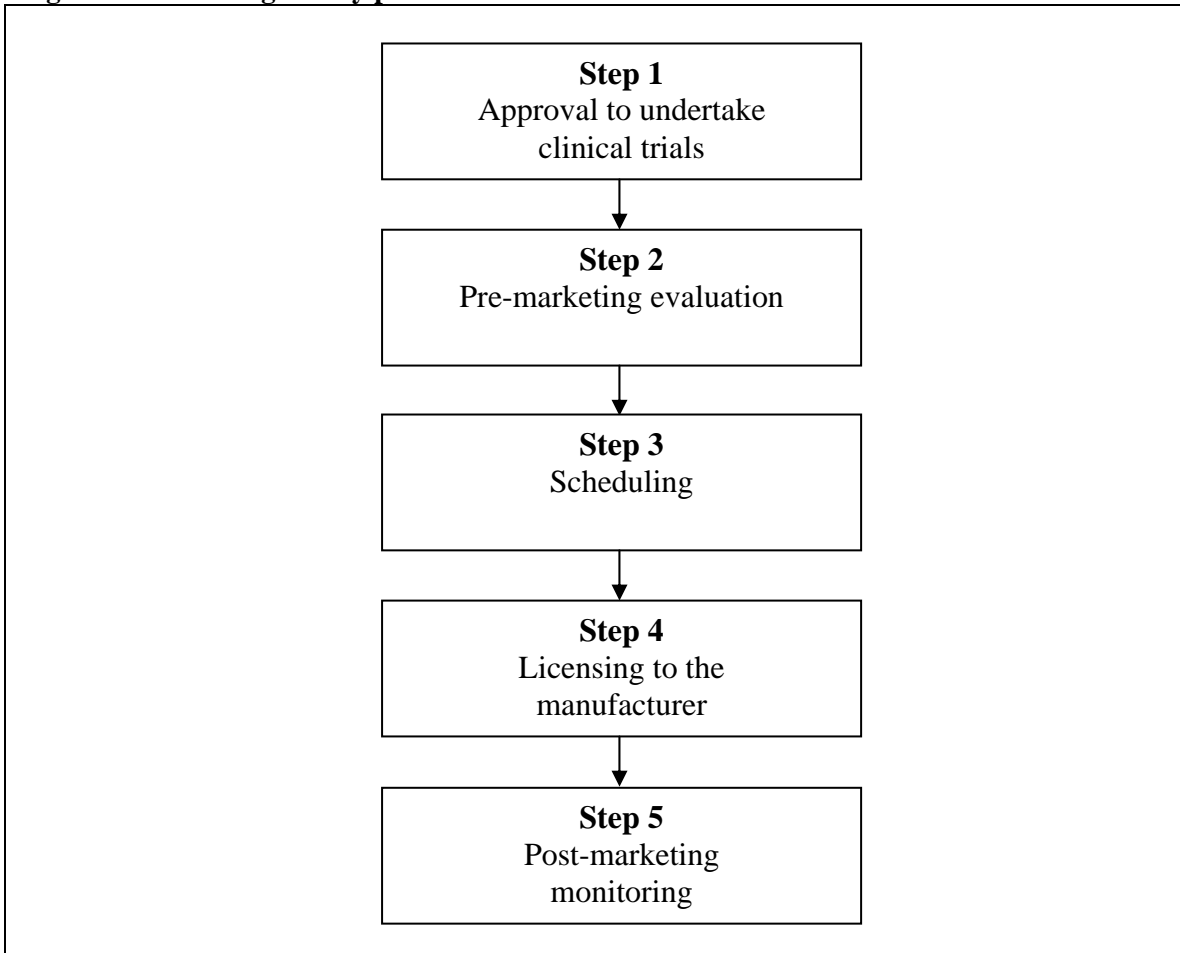 Step 1
Approval to undertake
clinical trials
Step 2
Pre-marketing evaluation
Step 3
Scheduling
Step 4
Licensing to the
manufacturer
Step 5
Post-marketing
monitoring